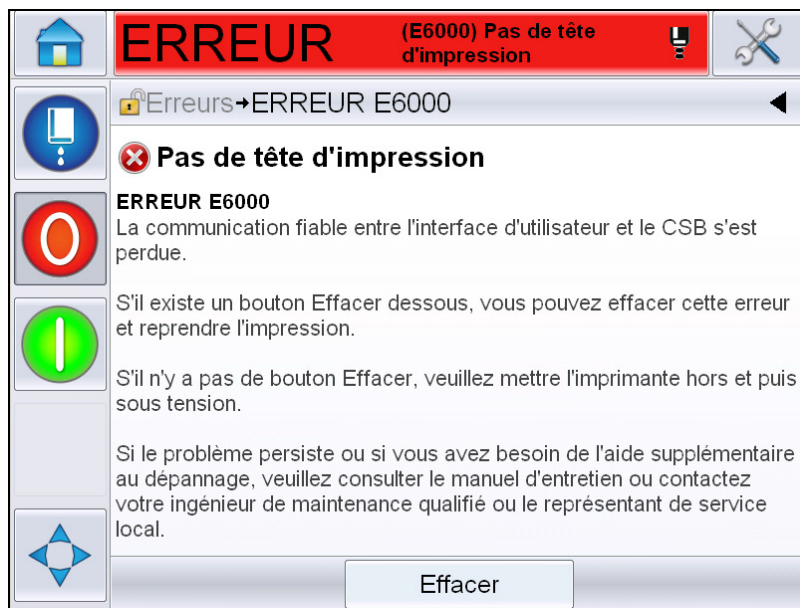 ERREUR
(E6000) Pas de tête
d'impression
Erreurs→ERREUR E6000
Pas de tête d'impression
ERREUR E6000
La communication fiable entre l'interface d'utilisateur et le CSB s'est
perdue.
S'il existe un bouton Effacer dessous, vous pouvez effacer cette erreur
et reprendre l'impression.
S'il n'y a pas de bouton Effacer, veuillez mettre l'imprimante hors et puis
sous tension.
Si le problème persiste ou si vous avez besoin de l'aide supplémentaire
au dépannage, veuillez consulter le manuel d'entretien ou contactez
votre ingénieur de maintenance qualifié ou le représentant de service
local.
Effacer